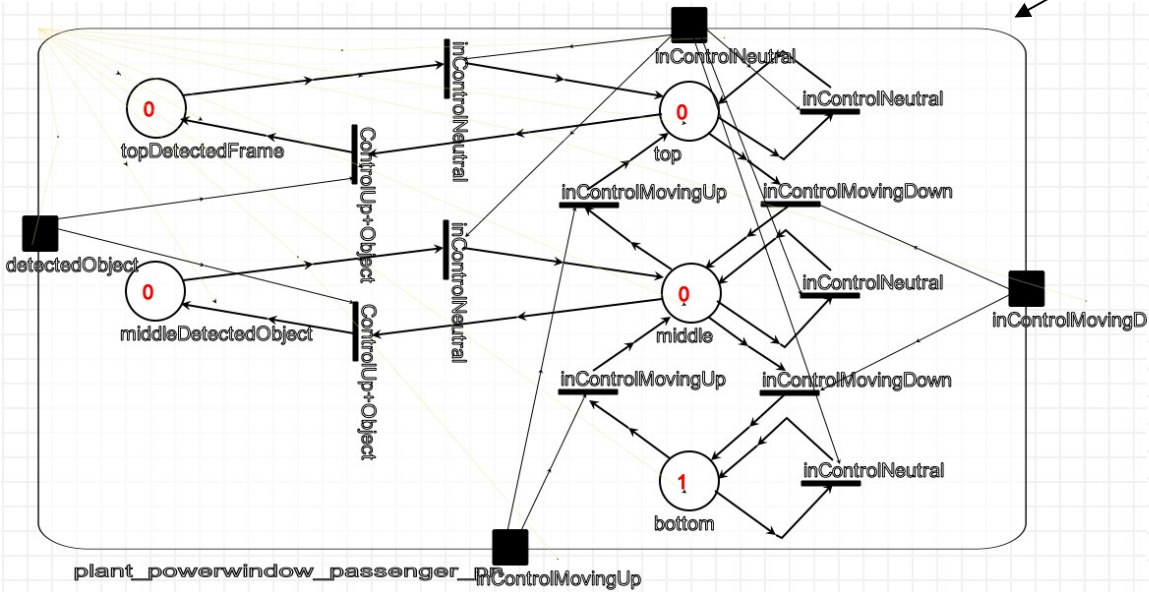 inControlNeutral
inControlNeutral
inControlNeutral
0
0
topDetectedFrame
top
ControlUp+Object
inControlMovingUp
inControlMovingDown
detectedObject
inControlNeutral
inControlNeutral
0
0
middleDetectedObject
middle
inControlMovingD
ControlUp+Object
inControlMovingUp
inControlMovingDown
inControlNeutral
1
bottom
plant_powerwindow_passenger_pn
inControlMovingUp